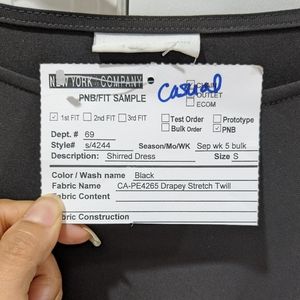 NEW YORK & COMPANY
PNB/FIT SAMPLE
Casual
OUTLET
ECOM
1st FIT 2nd FIT 3rd FIT
Test Order Prototype
Bulk Order PNB
Dept. # 69
Style# s/4244 Season/Mo/WK Sep wk 5 bulk
Description: Shirred Dress Size S
Color / Wash name Black
Fabric Name CA-PE4265 Drapey Stretch Twill
Fabric Content
Fabric Construction